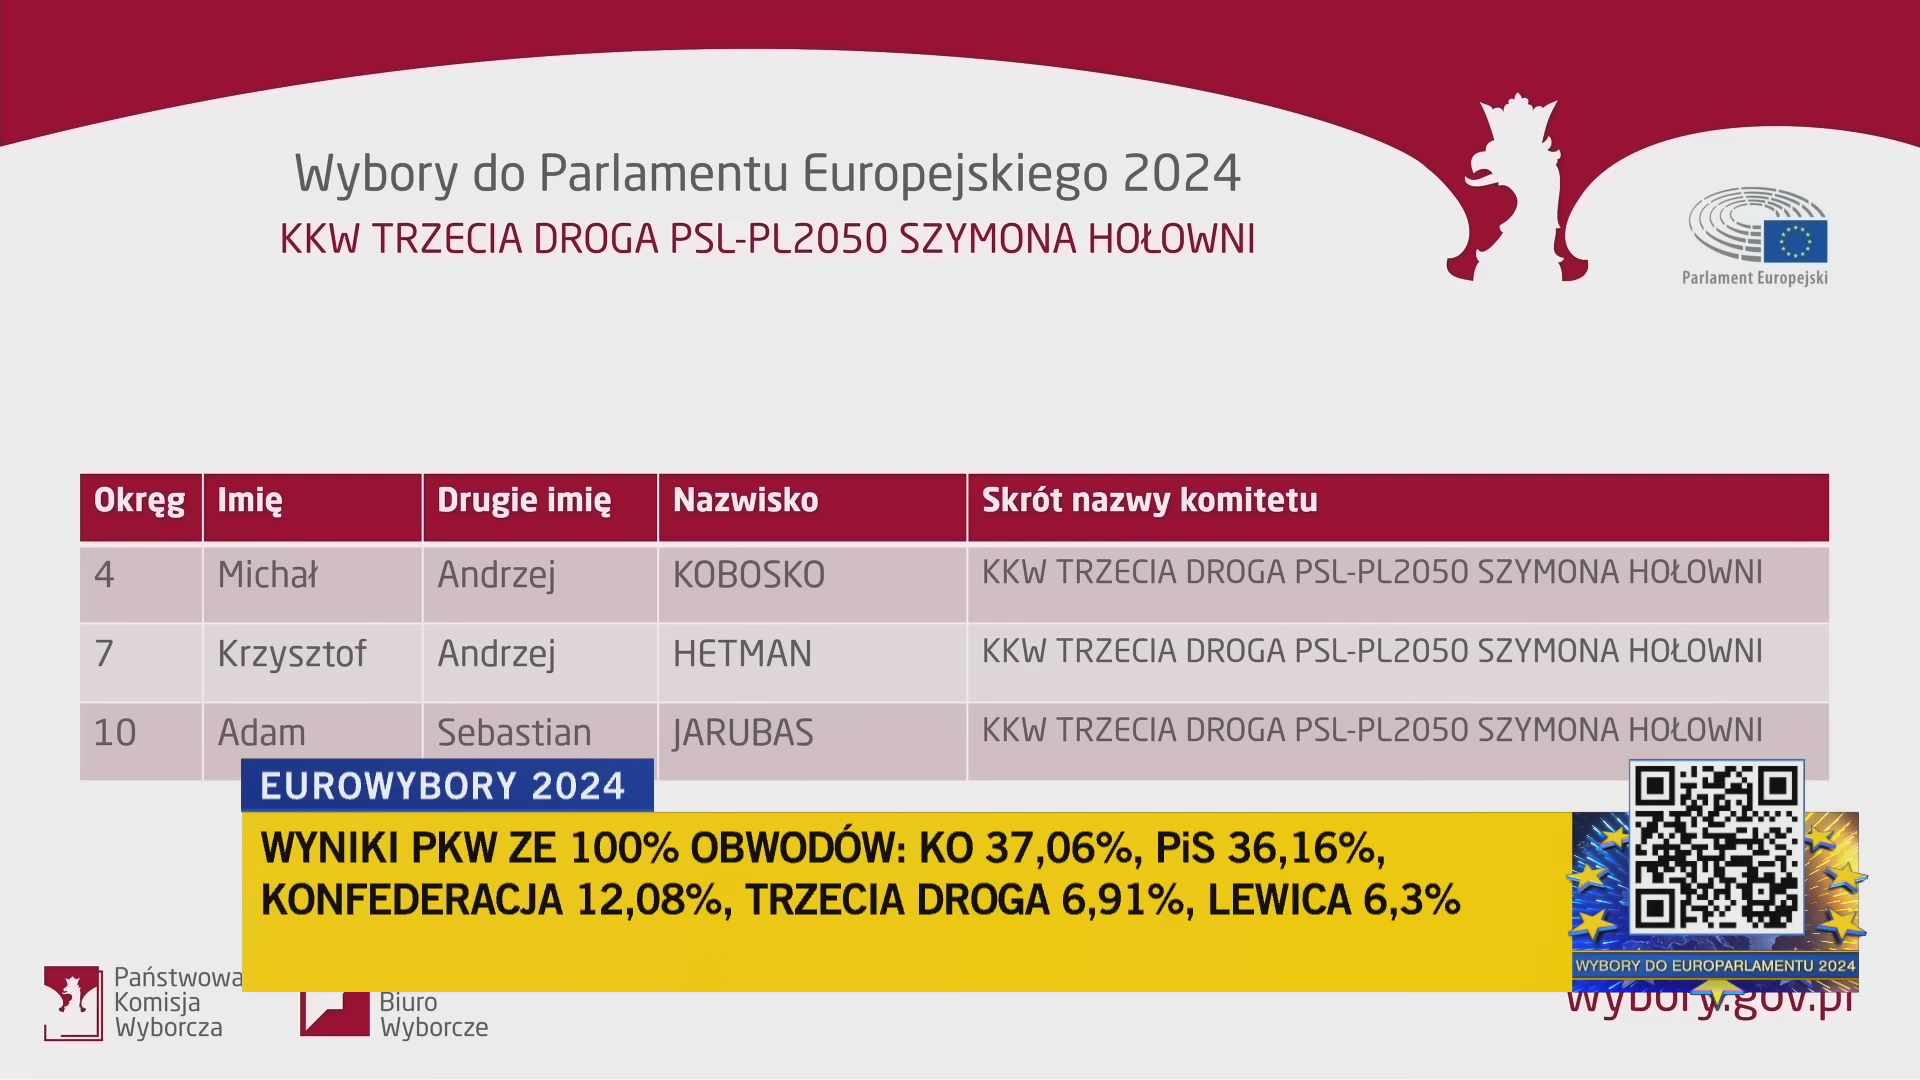 Wybory do Parlamentu Europejskiego 2024
KKW TRZECIA DROGA PSL-PL2050 SZYMONA HOŁOWNI
Parlament Europejski
Okręg Imię Drugie imię Nazwisko Skrót nazwy komitetu
4 Michał Andrzej KOBOSKO KKW TRZECIA DROGA PSL-PL2050 SZYMONA HOŁOWNI
7 Krzysztof Andrzej HETMAN KKW TRZECIA DROGA PSL-PL2050 SZYMONA HOŁOWNI
10 Adam Sebastian JARUBAS KKW TRZECIA DROGA PSL-PL2050 SZYMONA HOŁOWNI
EUROWYBORY 2024
WYNIKI PKW ZE 100% OBWODÓW: KO 37,06%, PiS 36,16%,
KONFEDERACJA 12,08%, TRZECIA DROGA 6,91%, LEWICA 6,3%
WYBORY DO EUROPARLAMENTU 2024
Państwowa
Komisja
Wyborcza
Biuro
Wyborcze
wybory.gov.pl